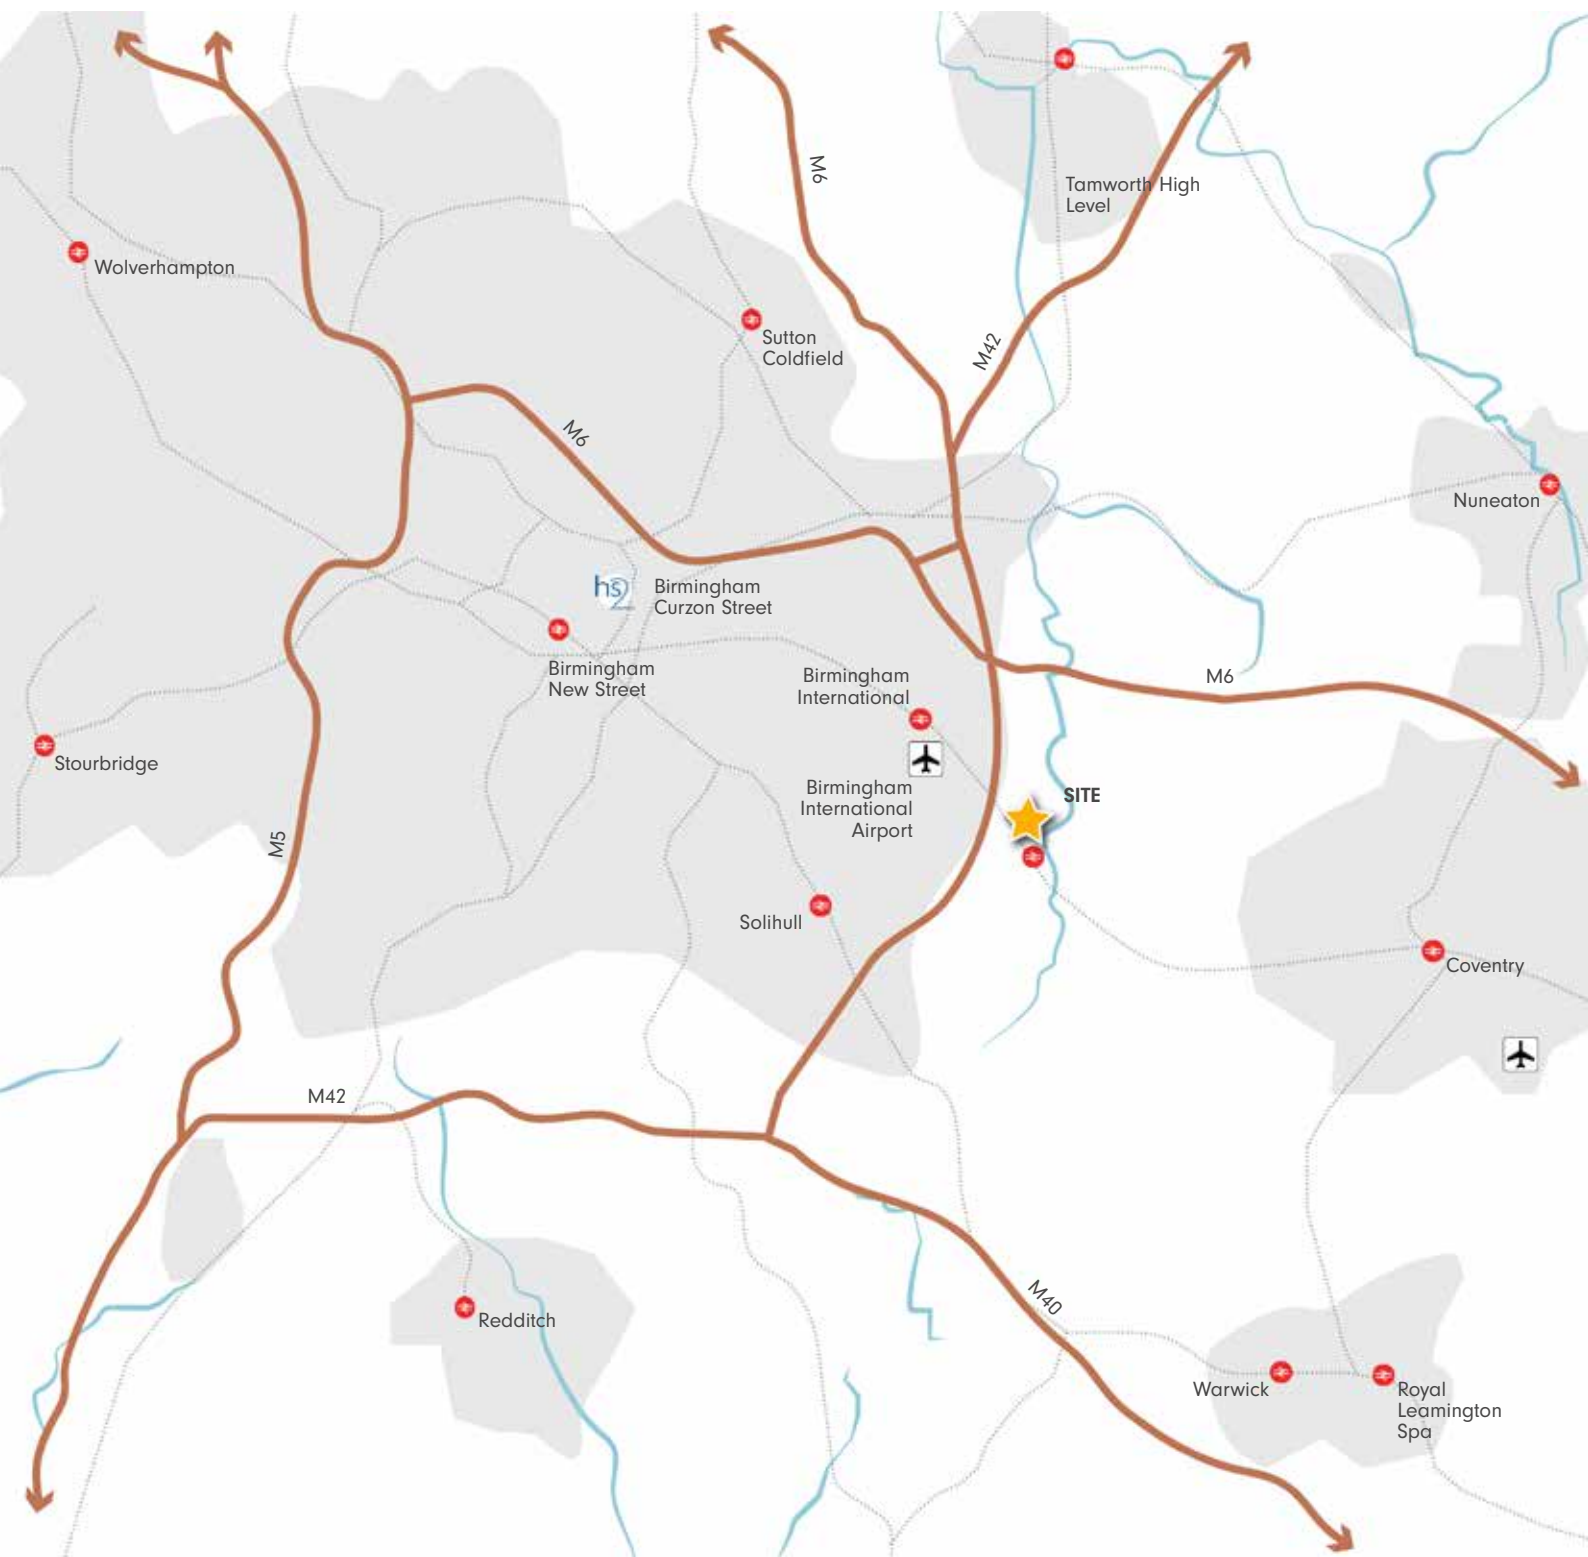 M6
Tamworth High
Level
Wolverhampton
Sutton
Coldfield
M42
M6
Nuneaton
hs2
Birmingham
Curzon Street
Birmingham
New Street
Birmingham
International
M6
Stourbridge
Birmingham
International
Airport
SITE
M5
Solihull
Coventry
M42
M40
Redditch
Warwick
Royal
Leamington
Spa